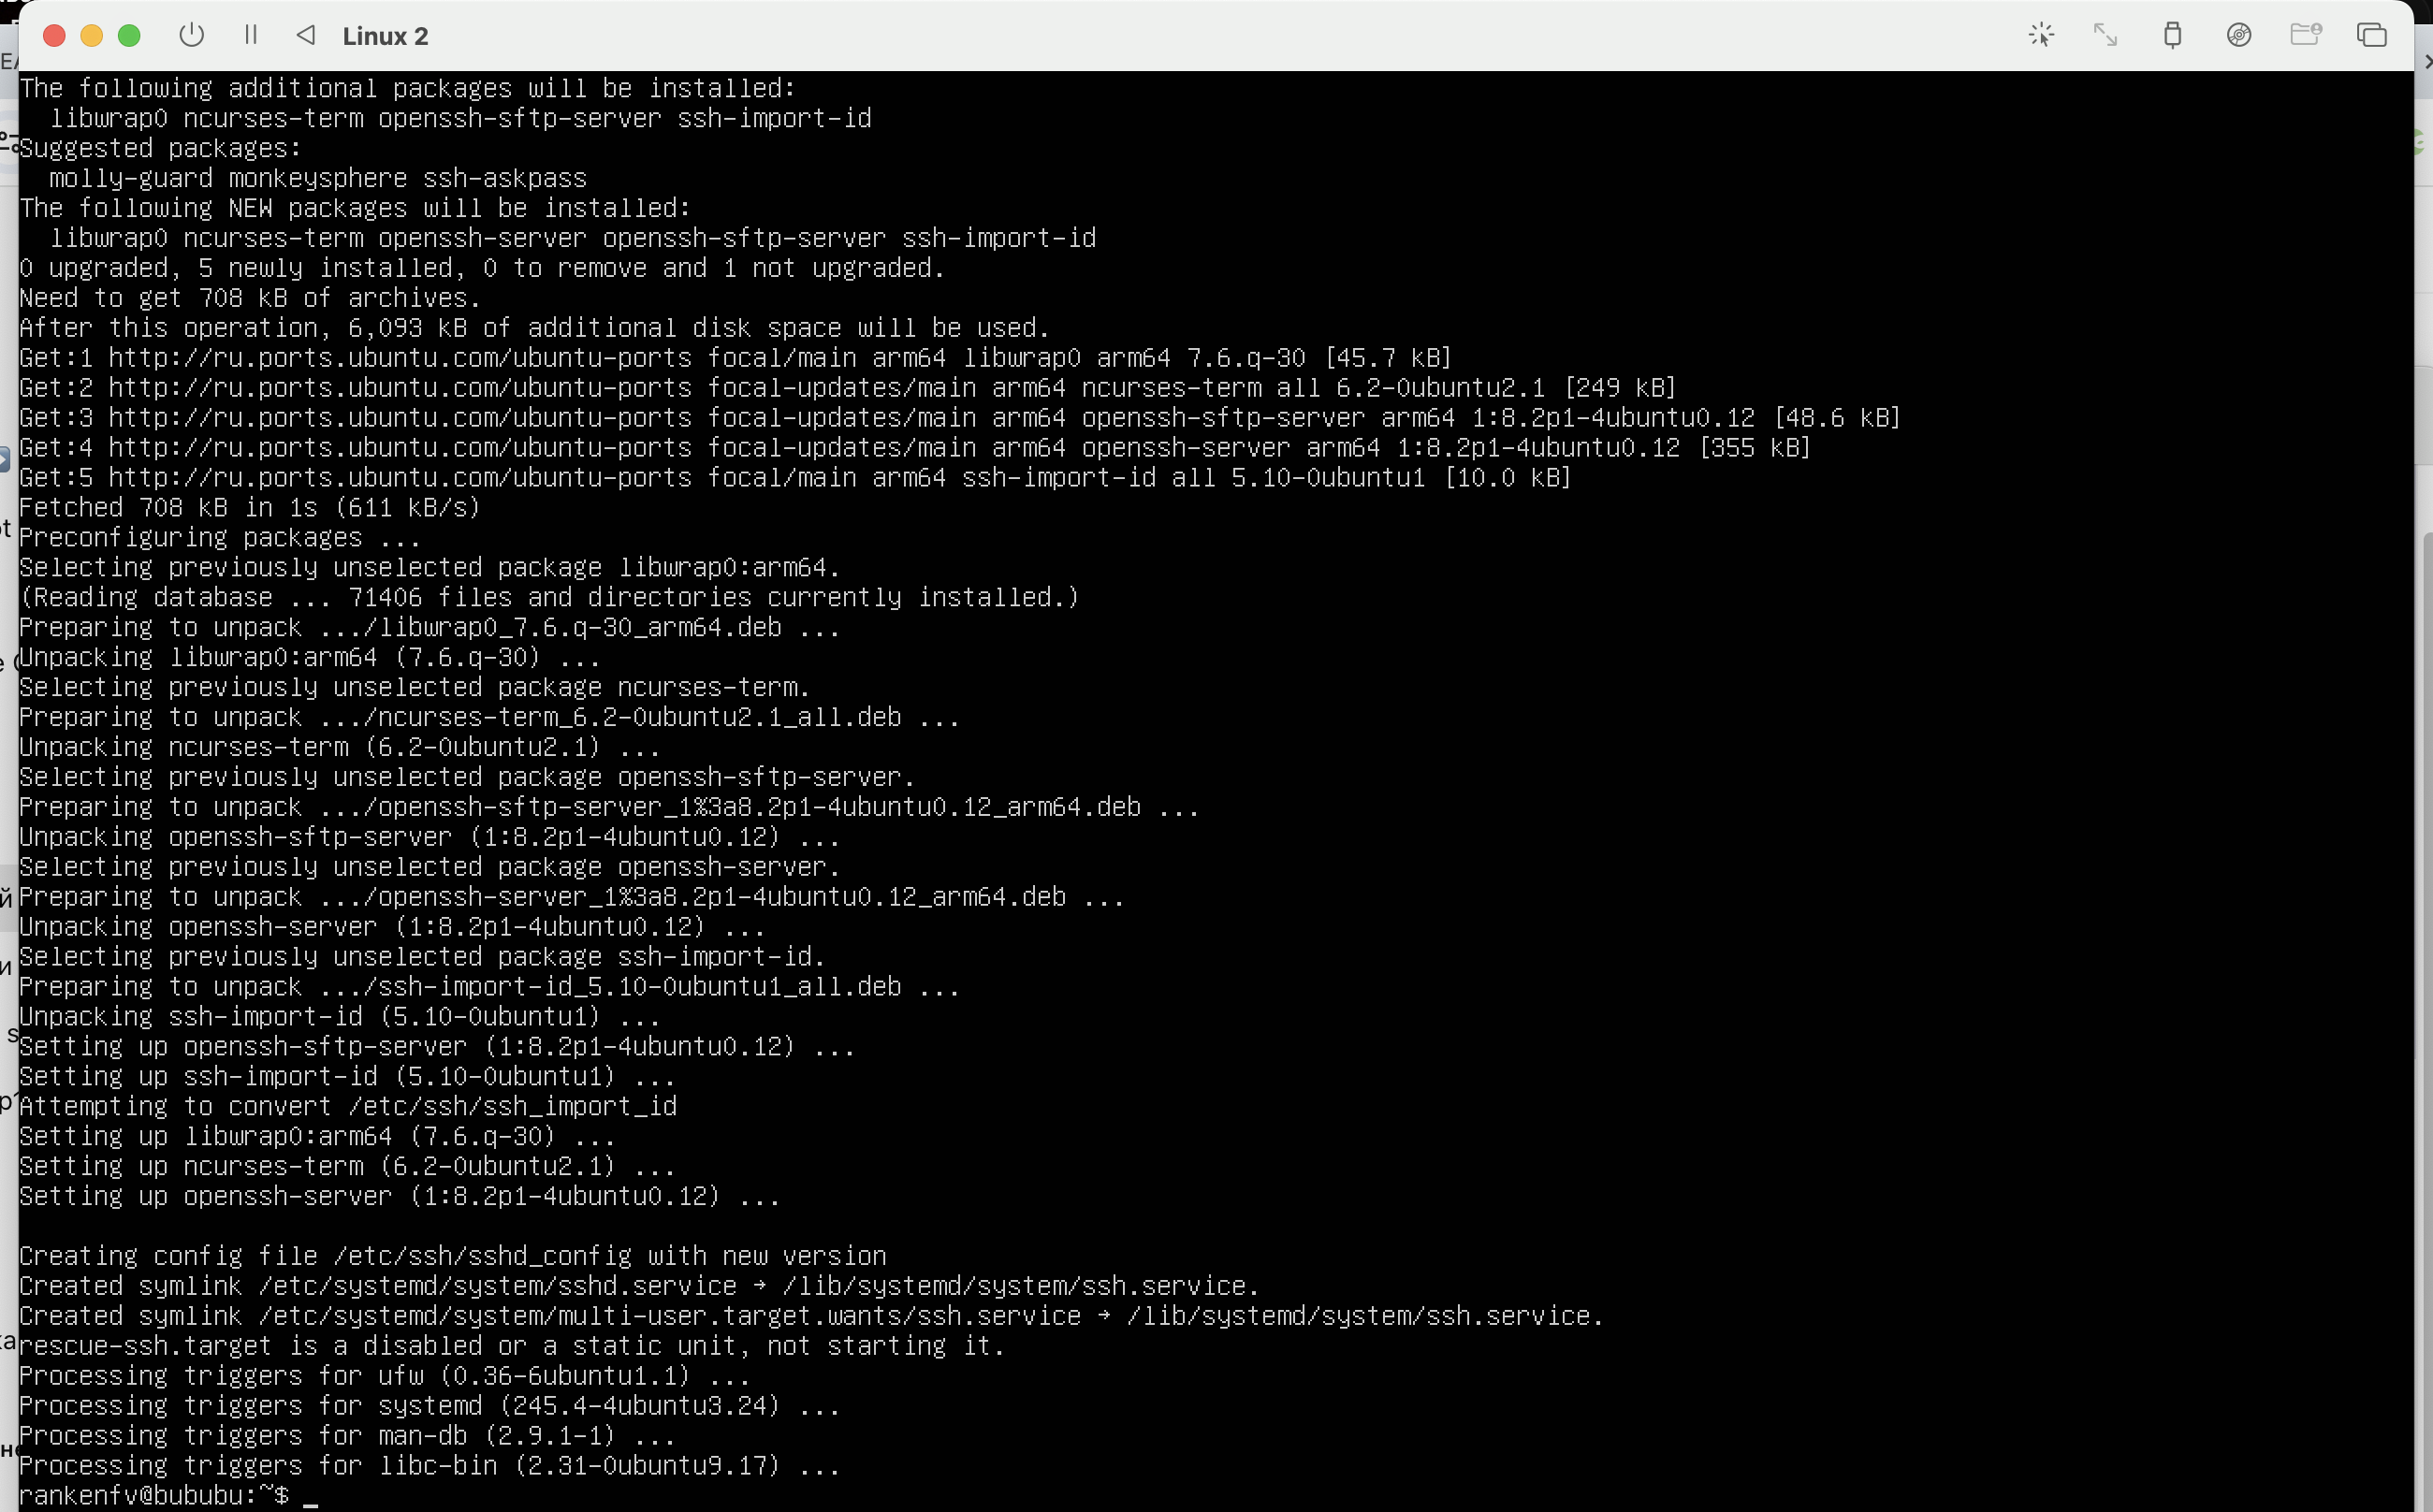 Linux 2
The following additional packages will be installed:
  libwrap0 ncurses-term openssh-sftp-server ssh-import-id
Suggested packages:
  molly-guard monkeysphere ssh-askpass
The following NEW packages will be installed:
  libwrap0 ncurses-term openssh-server openssh-sftp-server ssh-import-id
0 upgraded, 5 newly installed, 0 to remove and 1 not upgraded.
Need to get 708 kB of archives.
After this operation, 6,093 kB of additional disk space will be used.
Get:1 http://ru.ports.ubuntu.com/ubuntu-ports focal/main arm64 libwrap0 arm64 7.6.q-30 [45.7 kB]
Get:2 http://ru.ports.ubuntu.com/ubuntu-ports focal-updates/main arm64 ncurses-term all 6.2-0ubuntu2.1 [249 kB]
Get:3 http://ru.ports.ubuntu.com/ubuntu-ports focal-updates/main arm64 openssh-sftp-server arm64 1:8.2p1-4ubuntu0.12 [48.6 kB]
Get:4 http://ru.ports.ubuntu.com/ubuntu-ports focal-updates/main arm64 openssh-server arm64 1:8.2p1-4ubuntu0.12 [355 kB]
Get:5 http://ru.ports.ubuntu.com/ubuntu-ports focal/main arm64 ssh-import-id all 5.10-0ubuntu1 [10.0 kB]
Fetched 708 kB in 1s (611 kB/s)
Preconfiguring packages ...
Selecting previously unselected package libwrap0:arm64.
(Reading database ... 71406 files and directories currently installed.)
Preparing to unpack .../libwrap0_7.6.q-30_arm64.deb ...
Unpacking libwrap0:arm64 (7.6.q-30) ...
Selecting previously unselected package ncurses-term.
Preparing to unpack .../ncurses-term_6.2-0ubuntu2.1_all.deb ...
Unpacking ncurses-term (6.2-0ubuntu2.1) ...
Selecting previously unselected package openssh-sftp-server.
Preparing to unpack .../openssh-sftp-server_1%3a8.2p1-4ubuntu0.12_arm64.deb ...
Unpacking openssh-sftp-server (1:8.2p1-4ubuntu0.12) ...
Selecting previously unselected package openssh-server.
Preparing to unpack .../openssh-server_1%3a8.2p1-4ubuntu0.12_arm64.deb ...
Unpacking openssh-server (1:8.2p1-4ubuntu0.12) ...
Selecting previously unselected package ssh-import-id.
Preparing to unpack .../ssh-import-id_5.10-0ubuntu1_all.deb ...
Unpacking ssh-import-id (5.10-0ubuntu1) ...
Setting up openssh-sftp-server (1:8.2p1-4ubuntu0.12) ...
Setting up ssh-import-id (5.10-0ubuntu1) ...
Attempting to convert /etc/ssh/ssh_import_id
Setting up libwrap0:arm64 (7.6.q-30) ...
Setting up ncurses-term (6.2-0ubuntu2.1) ...
Setting up openssh-server (1:8.2p1-4ubuntu0.12) ...

Creating config file /etc/ssh/sshd_config with new version
Created symlink /etc/systemd/system/sshd.service → /lib/systemd/system/ssh.service.
Created symlink /etc/systemd/system/multi-user.target.wants/ssh.service → /lib/systemd/system/ssh.service.
rescue-ssh.target is a disabled or a static unit, not starting it.
Processing triggers for ufw (0.36-6ubuntu1.1) ...
Processing triggers for systemd (245.4-4ubuntu3.24) ...
Processing triggers for man-db (2.9.1-1) ...
Processing triggers for libc-bin (2.31-0ubuntu9.17) ...
rankenfv@bububu:~$ _